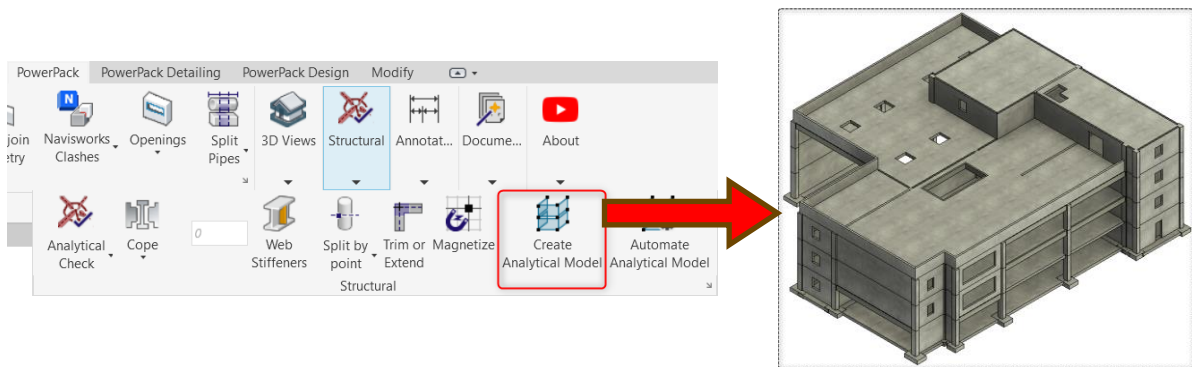 PowerPack PowerPack Detailing PowerPack Design Modify
join
etry
Navisworks
Clashes
N
Openings
Split
Pipes
3D Views
Structural
Annotat...
Docume...
About
Analytical
Check
Cope
0
Web
Stiffeners
Split by
point
Trim or
Extend
Magnetize
Create
Analytical Model
Automate
Analytical Model
Structural